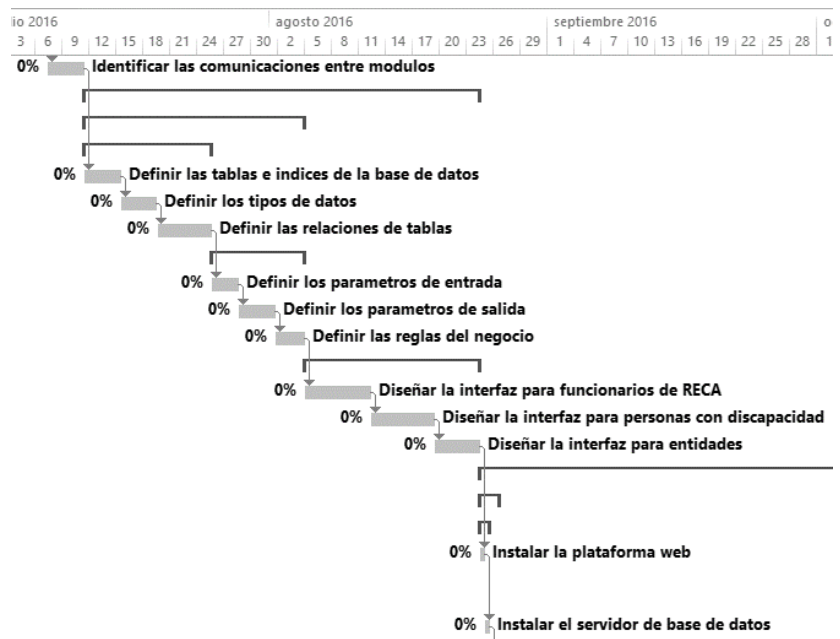 io 2016 agosto 2016 septiembre 2016 o
3 6 9 12 15 18 21 24 27 30 2 5 8 11 14 17 20 23 26 29 1 4 7 10 13 16 19 22 25 28 1
0% Identificar las comunicaciones entre modulos
0% Definir las tablas e indices de la base de datos
0% Definir los tipos de datos
0% Definir las relaciones de tablas
0% Definir los parametros de entrada
0% Definir los parametros de salida
0% Definir las reglas del negocio
0% Diseñar la interfaz para funcionarios de RECA
0% Diseñar la interfaz para personas con discapacidad
0% Diseñar la interfaz para entidades
0% Instalar la plataforma web
0% Instalar el servidor de base de datos